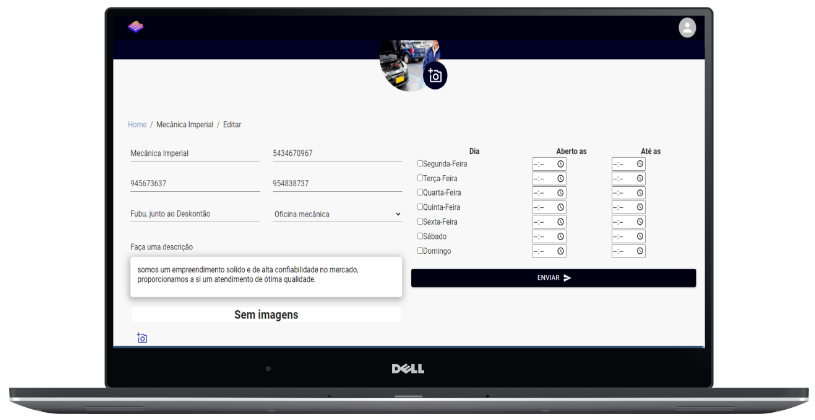 Home / Mecânica Imperial / Editar
Mecânica Imperial
5434670967
945673637
954838737
Fubu, junto ao Deskontão
Oficina mecânica
Faça uma descrição
somos um empreendimento solido e de alta confiabilidade no mercado,
proporcionamos a si um atendimento de ótima qualidade.
Sem imagens
Dia Aberto as Até as
Segunda-Feira --:-- --:--
Terça-Feira --:-- --:--
Quarta-Feira --:-- --:--
Quinta-Feira --:-- --:--
Sexta-Feira --:-- --:--
Sábado --:-- --:--
Domingo --:-- --:--
ENVIAR
DELL